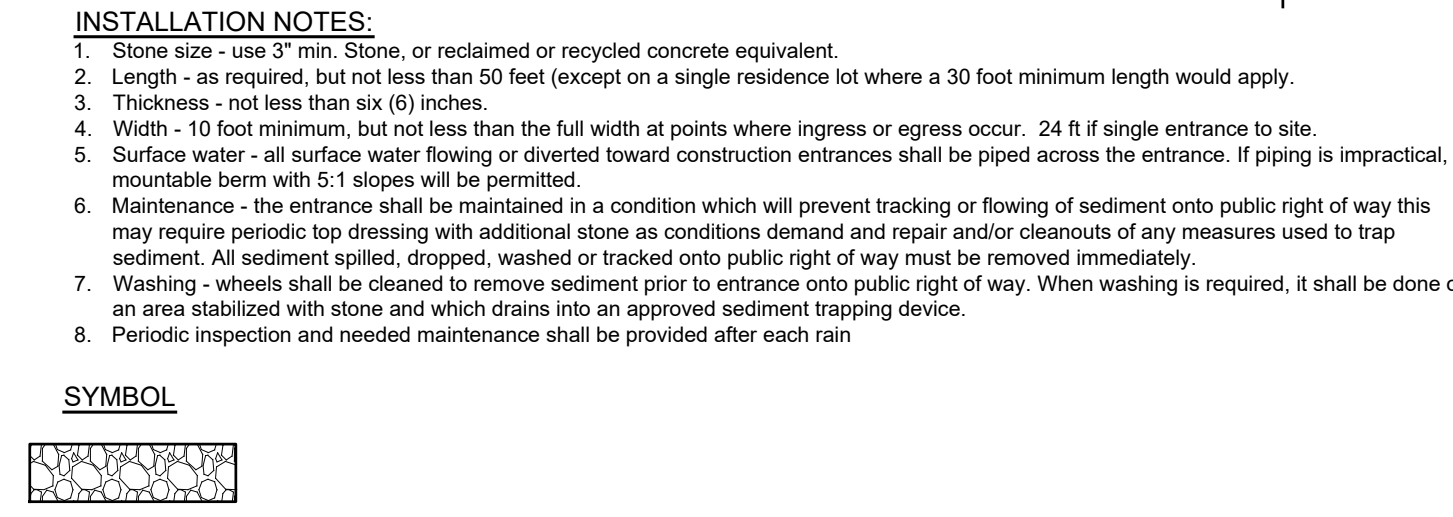 INSTALLATION NOTES:
1. Stone size - use 3" min. Stone, or reclaimed or recycled concrete equivalent.
2. Length - as required, but not less than 50 feet (except on a single residence lot where a 30 foot minimum length would apply.
3. Thickness - not less than six (6) inches.
4. Width - 10 foot minimum, but not less than the full width at points where ingress or egress occur. 24 ft if single entrance to site.
5. Surface water - all surface water flowing or diverted toward construction entrances shall be piped across the entrance. If piping is impractical,
mountable berm with 5:1 slopes will be permitted.
6. Maintenance - the entrance shall be maintained in a condition which will prevent tracking or flowing of sediment onto public right of way this
may require periodic top dressing with additional stone as conditions demand and repair and/or cleanouts of any measures used to trap
sediment. All sediment spilled, dropped, washed or tracked onto public right of way must be removed immediately.
7. Washing - wheels shall be cleaned to remove sediment prior to entrance onto public right of way. When washing is required, it shall be done
an area stabilized with stone and which drains into an approved sediment trapping device.
8. Periodic inspection and needed maintenance shall be provided after each rain
SYMBOL